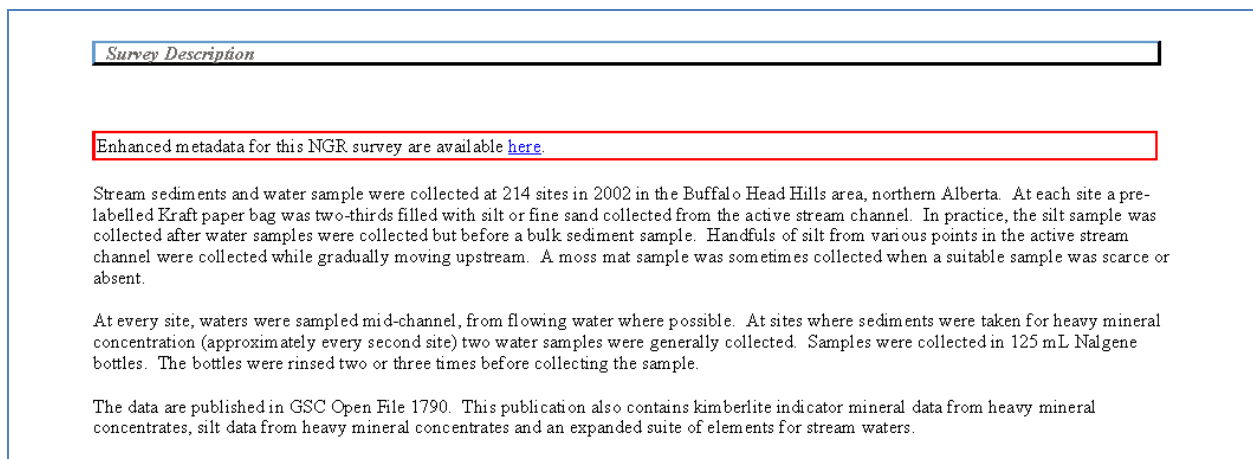 Survey Description
Enhanced metadata for this NGR survey are available here.
Stream sediments and water sample were collected at 214 sites in 2002 in the Buffalo Head Hills area, northern Alberta.  At each site a pre-
labelled Kraft paper bag was two-thirds filled with silt or fine sand collected from the active stream channel.  In practice, the silt sample was
collected after water samples were collected but before a bulk sediment sample.  Handfuls of silt from various points in the active stream
channel were collected while gradually moving upstream.  A moss mat sample was sometimes collected when a suitable sample was scarce or
absent.
At every site, waters were sampled mid-channel, from flowing water where possible.  At sites where sediments were taken for heavy mineral
concentration (approximately every second site) two water samples were generally collected.  Samples were collected in 125 mL Nalgene
bottles.  The bottles were rinsed two or three times before collecting the sample.
The data are published in GSC Open File 1790.  This publication also contains kimberlite indicator mineral data from heavy mineral
concentrates, silt data from heavy mineral concentrates and an expanded suite of elements for stream waters.